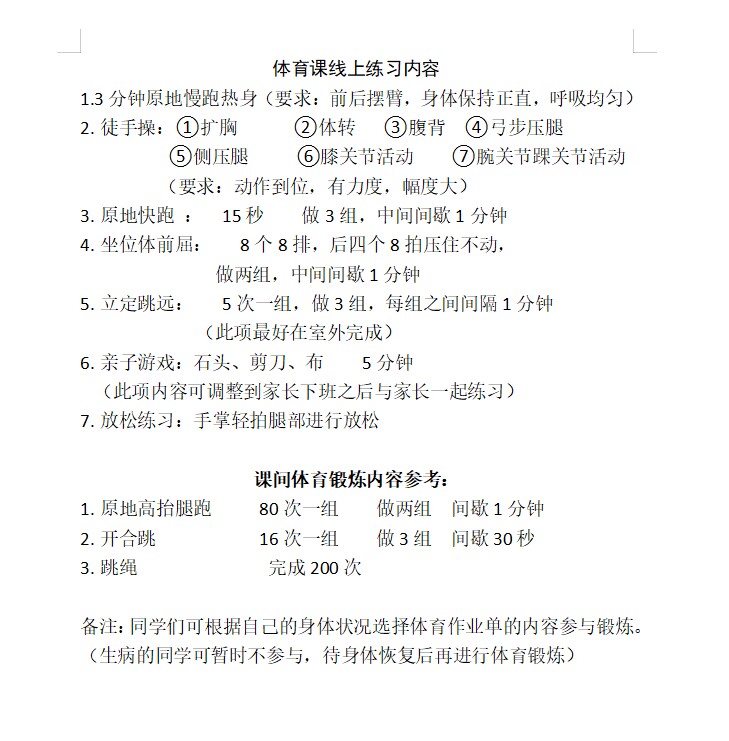 体育课线上练习内容
1.3 分钟原地慢跑热身（要求：前后摆臂，身体保持正直，呼吸均匀）
2. 徒手操：①扩胸 ②体转 ③腹背 ④弓步压腿
⑤侧压腿 ⑥膝关节活动 ⑦腕关节踝关节活动
（要求：动作到位，有力度，幅度大）
3. 原地快跑 ： 15 秒 做 3 组，中间间歇 1 分钟
4. 坐位体前屈： 8 个 8 排，后四个 8 拍压住不动，
做两组，中间间歇 1 分钟
5. 立定跳远： 5 次一组，做 3 组，每组之间间隔 1 分钟
（此项最好在室外完成）
6. 亲子游戏：石头、剪刀、布 5 分钟
（此项内容可调整到家长下班之后与家长一起练习）
7. 放松练习：手掌轻拍腿部进行放松
课间体育锻炼内容参考：
1. 原地高抬腿跑 80 次一组 做两组 间歇 1 分钟
2. 开合跳 16 次一组 做 3 组 间歇 30 秒
3. 跳绳 完成 200 次
备注：同学们可根据自己的身体状况选择体育作业单的内容参与锻炼。
（生病的同学可暂时不参与，待身体恢复后再进行体育锻炼）